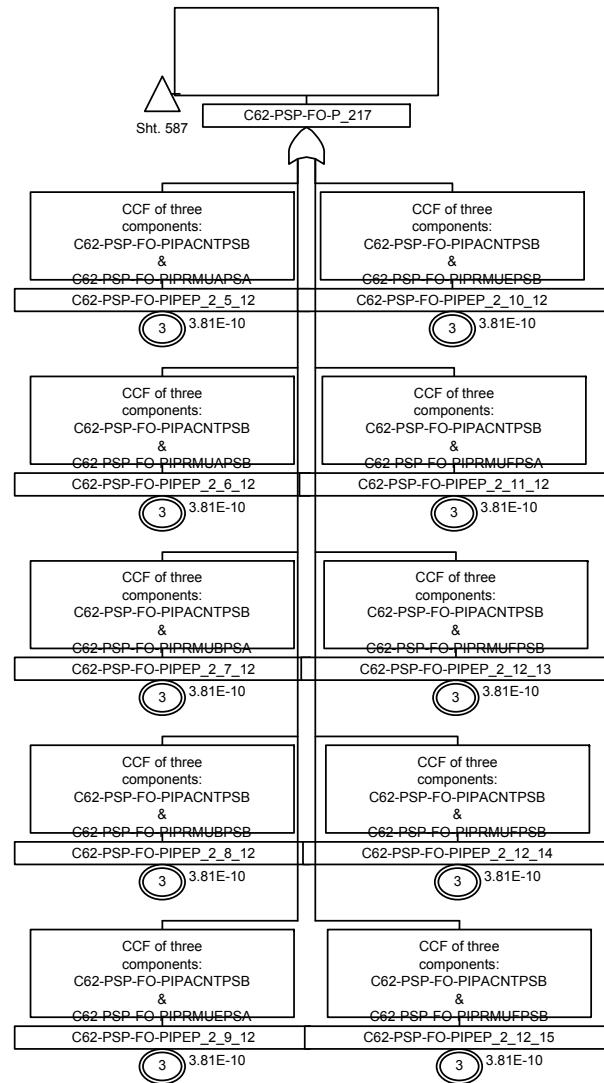 C62-PSP-FO-P_217
Sht. 587
CCF of three
components:
C62-PSP-FO-PIPACNTPSB
&
C62-PSP-FO-PIPRMUAPSA
C62-PSP-FO-PIPEP_2_5_12
3
3.81E-10
CCF of three
components:
C62-PSP-FO-PIPACNTPSB
&
C62-PSP-FO-PIPRMUEPSB
C62-PSP-FO-PIPEP_2_10_12
3
3.81E-10
CCF of three
components:
C62-PSP-FO-PIPACNTPSB
&
C62-PSP-FO-PIPRMUAPSB
C62-PSP-FO-PIPEP_2_6_12
3
3.81E-10
CCF of three
components:
C62-PSP-FO-PIPACNTPSB
&
C62-PSP-FO-PIPRMUFPSA
C62-PSP-FO-PIPEP_2_11_12
3
3.81E-10
CCF of three
components:
C62-PSP-FO-PIPACNTPSB
&
C62-PSP-FO-PIPRMUBPSA
C62-PSP-FO-PIPEP_2_7_12
3
3.81E-10
CCF of three
components:
C62-PSP-FO-PIPACNTPSB
&
C62-PSP-FO-PIPRMUFPSB
C62-PSP-FO-PIPEP_2_12_13
3
3.81E-10
CCF of three
components:
C62-PSP-FO-PIPACNTPSB
&
C62-PSP-FO-PIPRMUBPSB
C62-PSP-FO-PIPEP_2_8_12
3
3.81E-10
CCF of three
components:
C62-PSP-FO-PIPACNTPSB
&
C62-PSP-FO-PIPRMUFPSB
C62-PSP-FO-PIPEP_2_12_14
3
3.81E-10
CCF of three
components:
C62-PSP-FO-PIPACNTPSB
&
C62-PSP-FO-PIPRMUEPSA
C62-PSP-FO-PIPEP_2_9_12
3
3.81E-10
CCF of three
components:
C62-PSP-FO-PIPACNTPSB
&
C62-PSP-FO-PIPRMUFPSB
C62-PSP-FO-PIPEP_2_12_15
3
3.81E-10